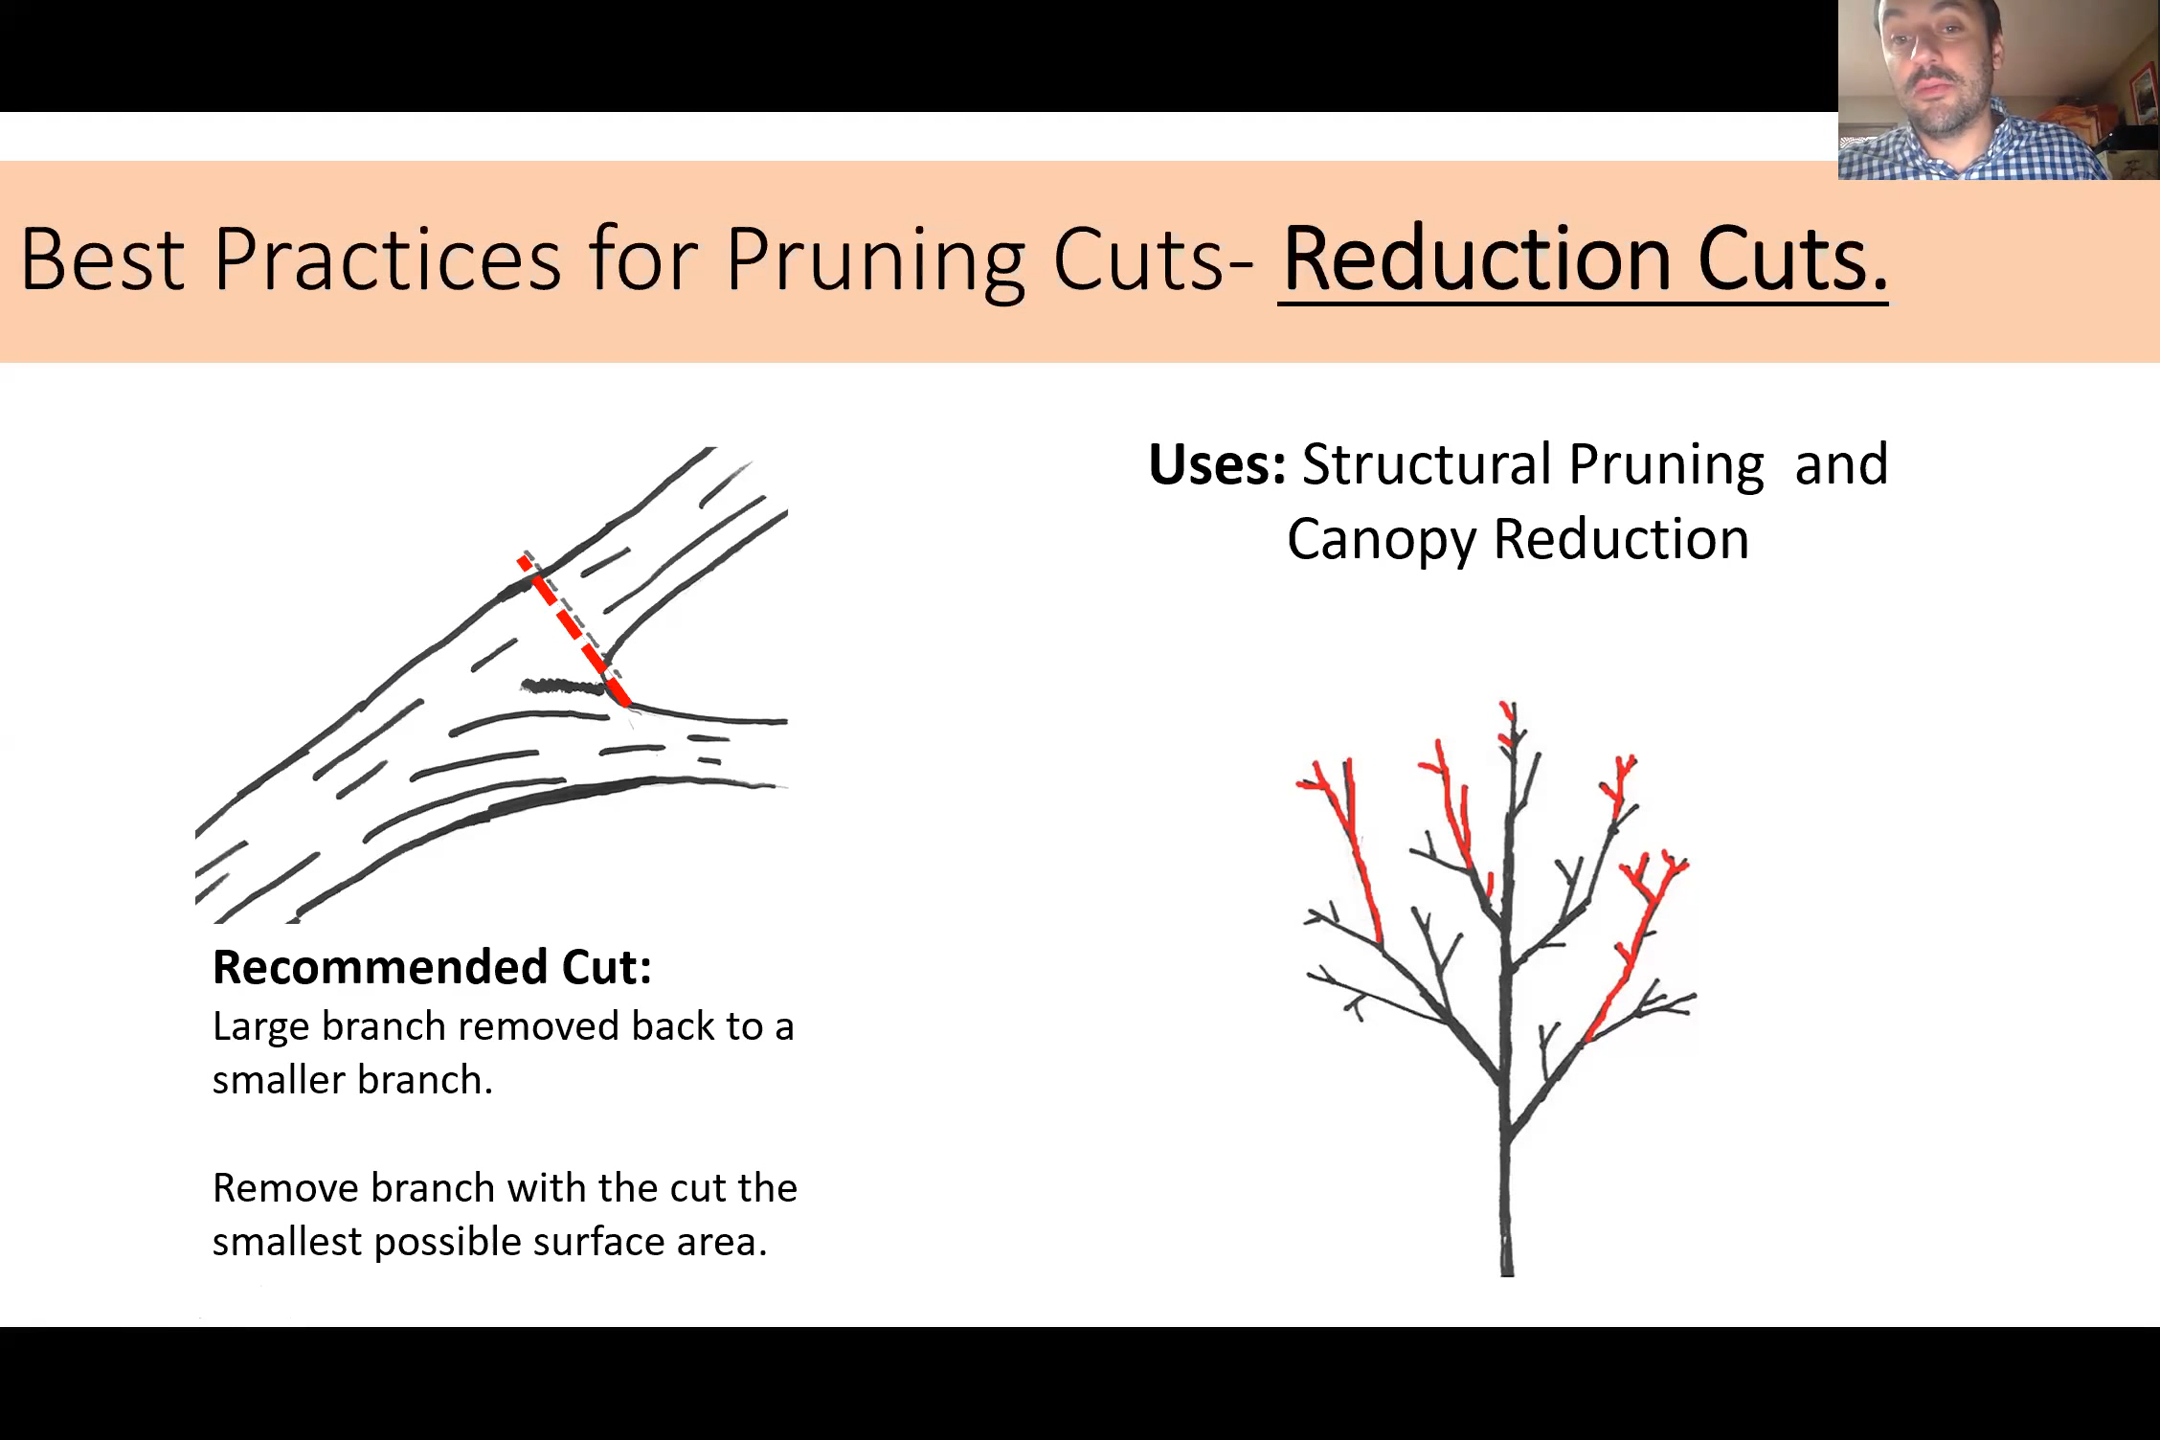 Best Practices for Pruning Cuts- Reduction Cuts.
Uses: Structural Pruning and
Canopy Reduction
Recommended Cut:
Large branch removed back to a
smaller branch.
Remove branch with the cut the
smallest possible surface area.